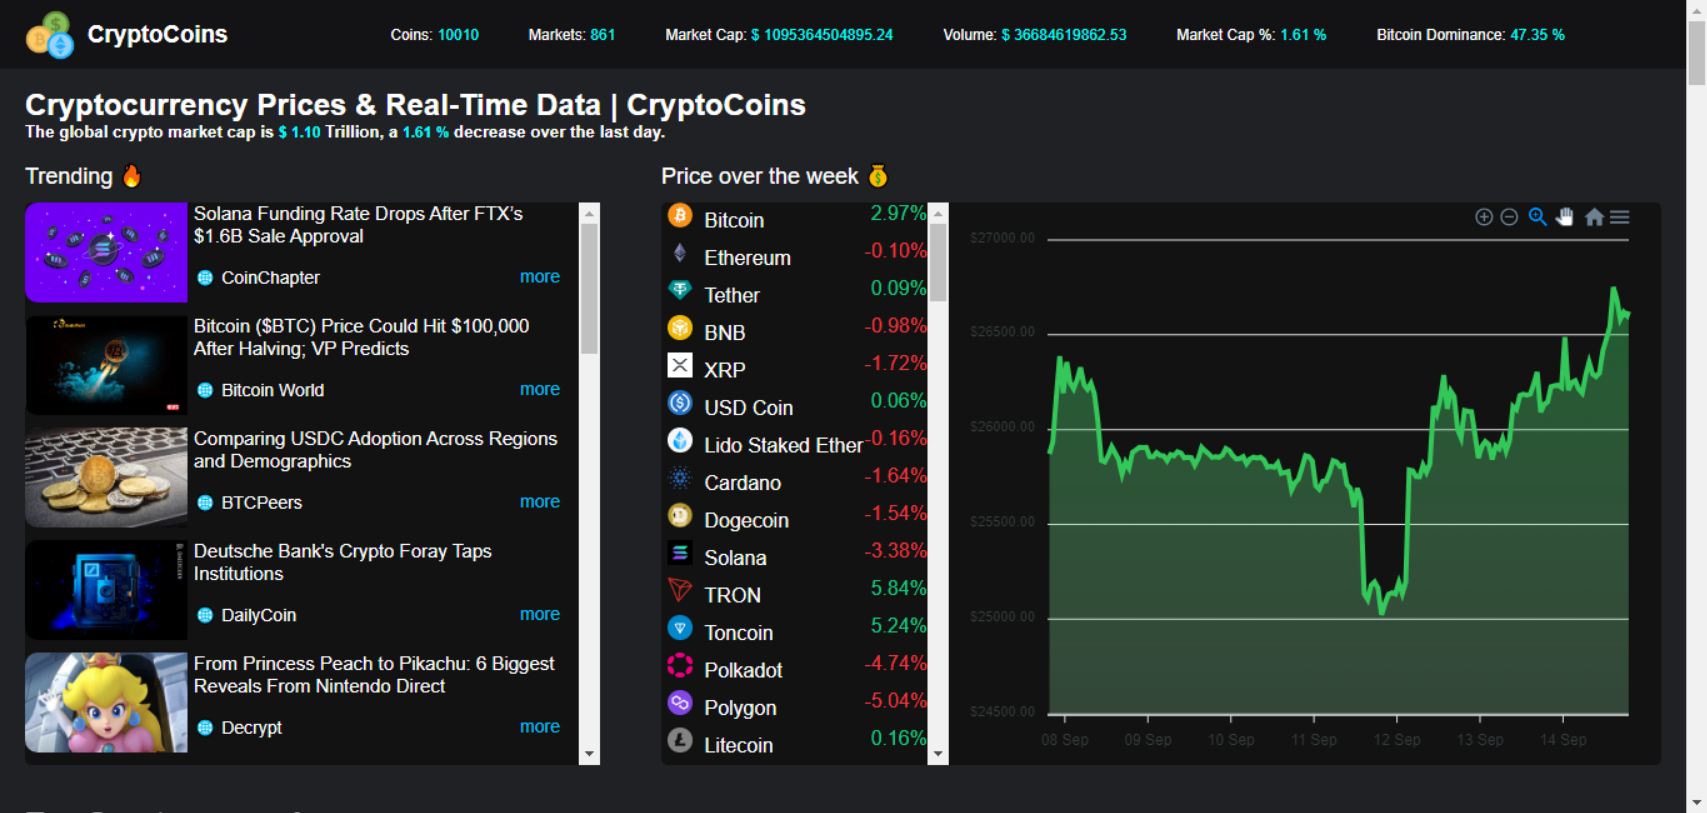 CryptoCoins
Coins: 10010
Markets: 861
Market Cap: $ 1095364504895.24
Volume: $ 36684619862.53
Market Cap %: 1.61 %
Bitcoin Dominance: 47.35 %
Cryptocurrency Prices & Real-Time Data | CryptoCoins
The global crypto market cap is $ 1.10 Trillion, a 1.61 % decrease over the last day.
Trending 🔥
Solana Funding Rate Drops After FTX's
$1.6B Sale Approval
CoinChapter
more
Bitcoin ($BTC) Price Could Hit $100,000
After Halving; VP Predicts
Bitcoin World
more
Comparing USDC Adoption Across Regions
and Demographics
BTCPeers
more
Deutsche Bank's Crypto Foray Taps
Institutions
DailyCoin
more
From Princess Peach to Pikachu: 6 Biggest
Reveals From Nintendo Direct
Decrypt
more
Price over the week 💰
Bitcoin 2.97%
Ethereum -0.10%
Tether 0.09%
BNB -0.98%
XRP -1.72%
USD Coin 0.06%
Lido Staked Ether -0.16%
Cardano -1.64%
Dogecoin -1.54%
Solana -3.38%
TRON 5.84%
Toncoin 5.24%
Polkadot -4.74%
Polygon -5.04%
Litecoin 0.16%
$27000.00
$26500.00
$26000.00
$25500.00
$25000.00
$24500.00
08 Sep 09 Sep 10 Sep 11 Sep 12 Sep 13 Sep 14 Sep